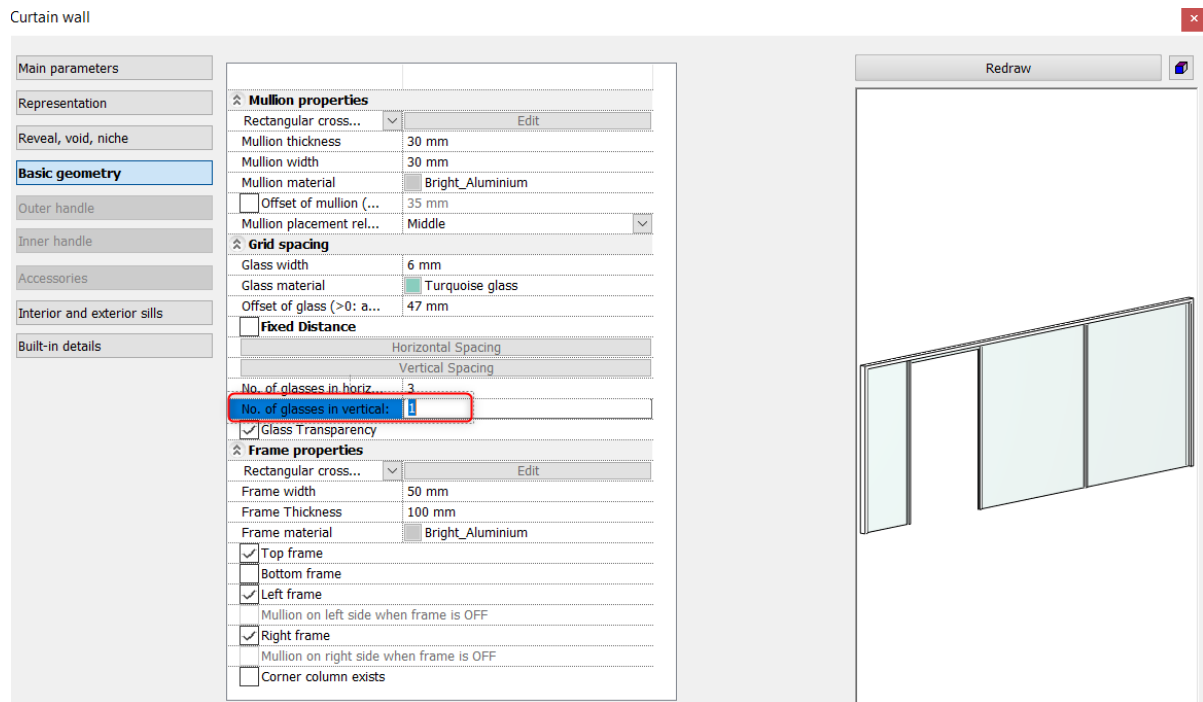 Curtain wall
×
Main parameters
Representation
Reveal, void, niche
Basic geometry
Outer handle
Inner handle
Accessories
Interior and exterior sills
Built-in details
Mullion properties
Rectangular cross... Edit
Mullion thickness 30 mm
Mullion width 30 mm
Mullion material Bright_Aluminium
Offset of mullion (... 35 mm
Mullion placement rel... Middle
Grid spacing
Glass width 6 mm
Glass material Turquoise glass
Offset of glass (>0: a... 47 mm
Fixed Distance
Horizontal Spacing
Vertical Spacing
No. of glasses in horiz... 3
No. of glasses in vertical: 1
Glass Transparency
Frame properties
Rectangular cross... Edit
Frame width 50 mm
Frame Thickness 100 mm
Frame material Bright_Aluminium
Top frame
Bottom frame
Left frame
Mullion on left side when frame is OFF
Right frame
Mullion on right side when frame is OFF
Corner column exists
Redraw